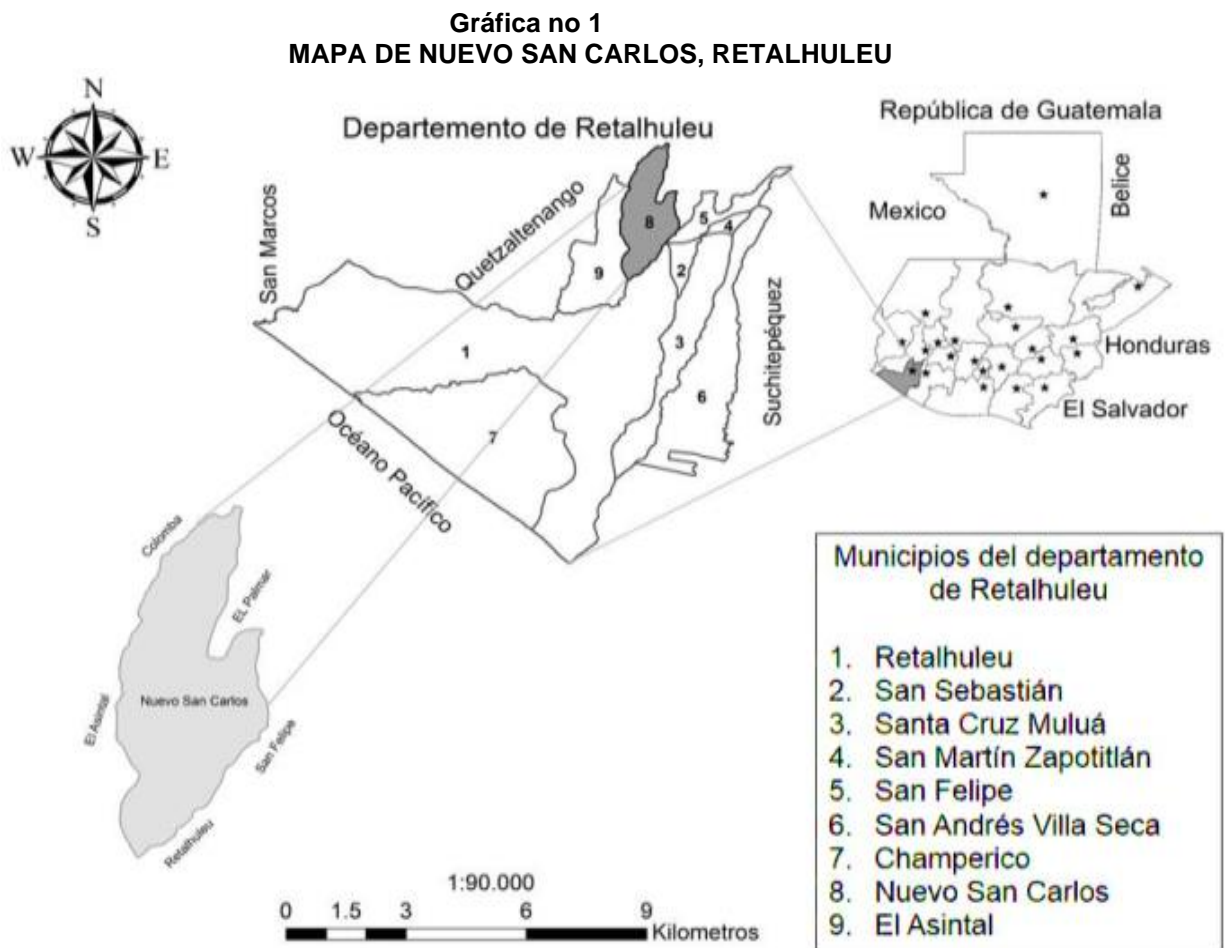 Gráfica no 1
MAPA DE NUEVO SAN CARLOS, RETALHULEU
N
W
E
S
Departemento de Retalhuleu
República de Guatemala
San Marcos
Quetzaltenango
Suchitepéquez
Océano Pacífico
8
5
4
9
2
1
3
6
7
Mexico
Belice
Honduras
El Salvador
Colomba
EL Palmar
Nuevo San Carlos
El Asintal
San Felipe
Retalhuleu
1:90.000
0 1.5 3 6 9
Kilometros
Municipios del departamento
de Retalhuleu
1. Retalhuleu
2. San Sebastián
3. Santa Cruz Muluá
4. San Martín Zapotitlán
5. San Felipe
6. San Andrés Villa Seca
7. Champerico
8. Nuevo San Carlos
9. El Asintal